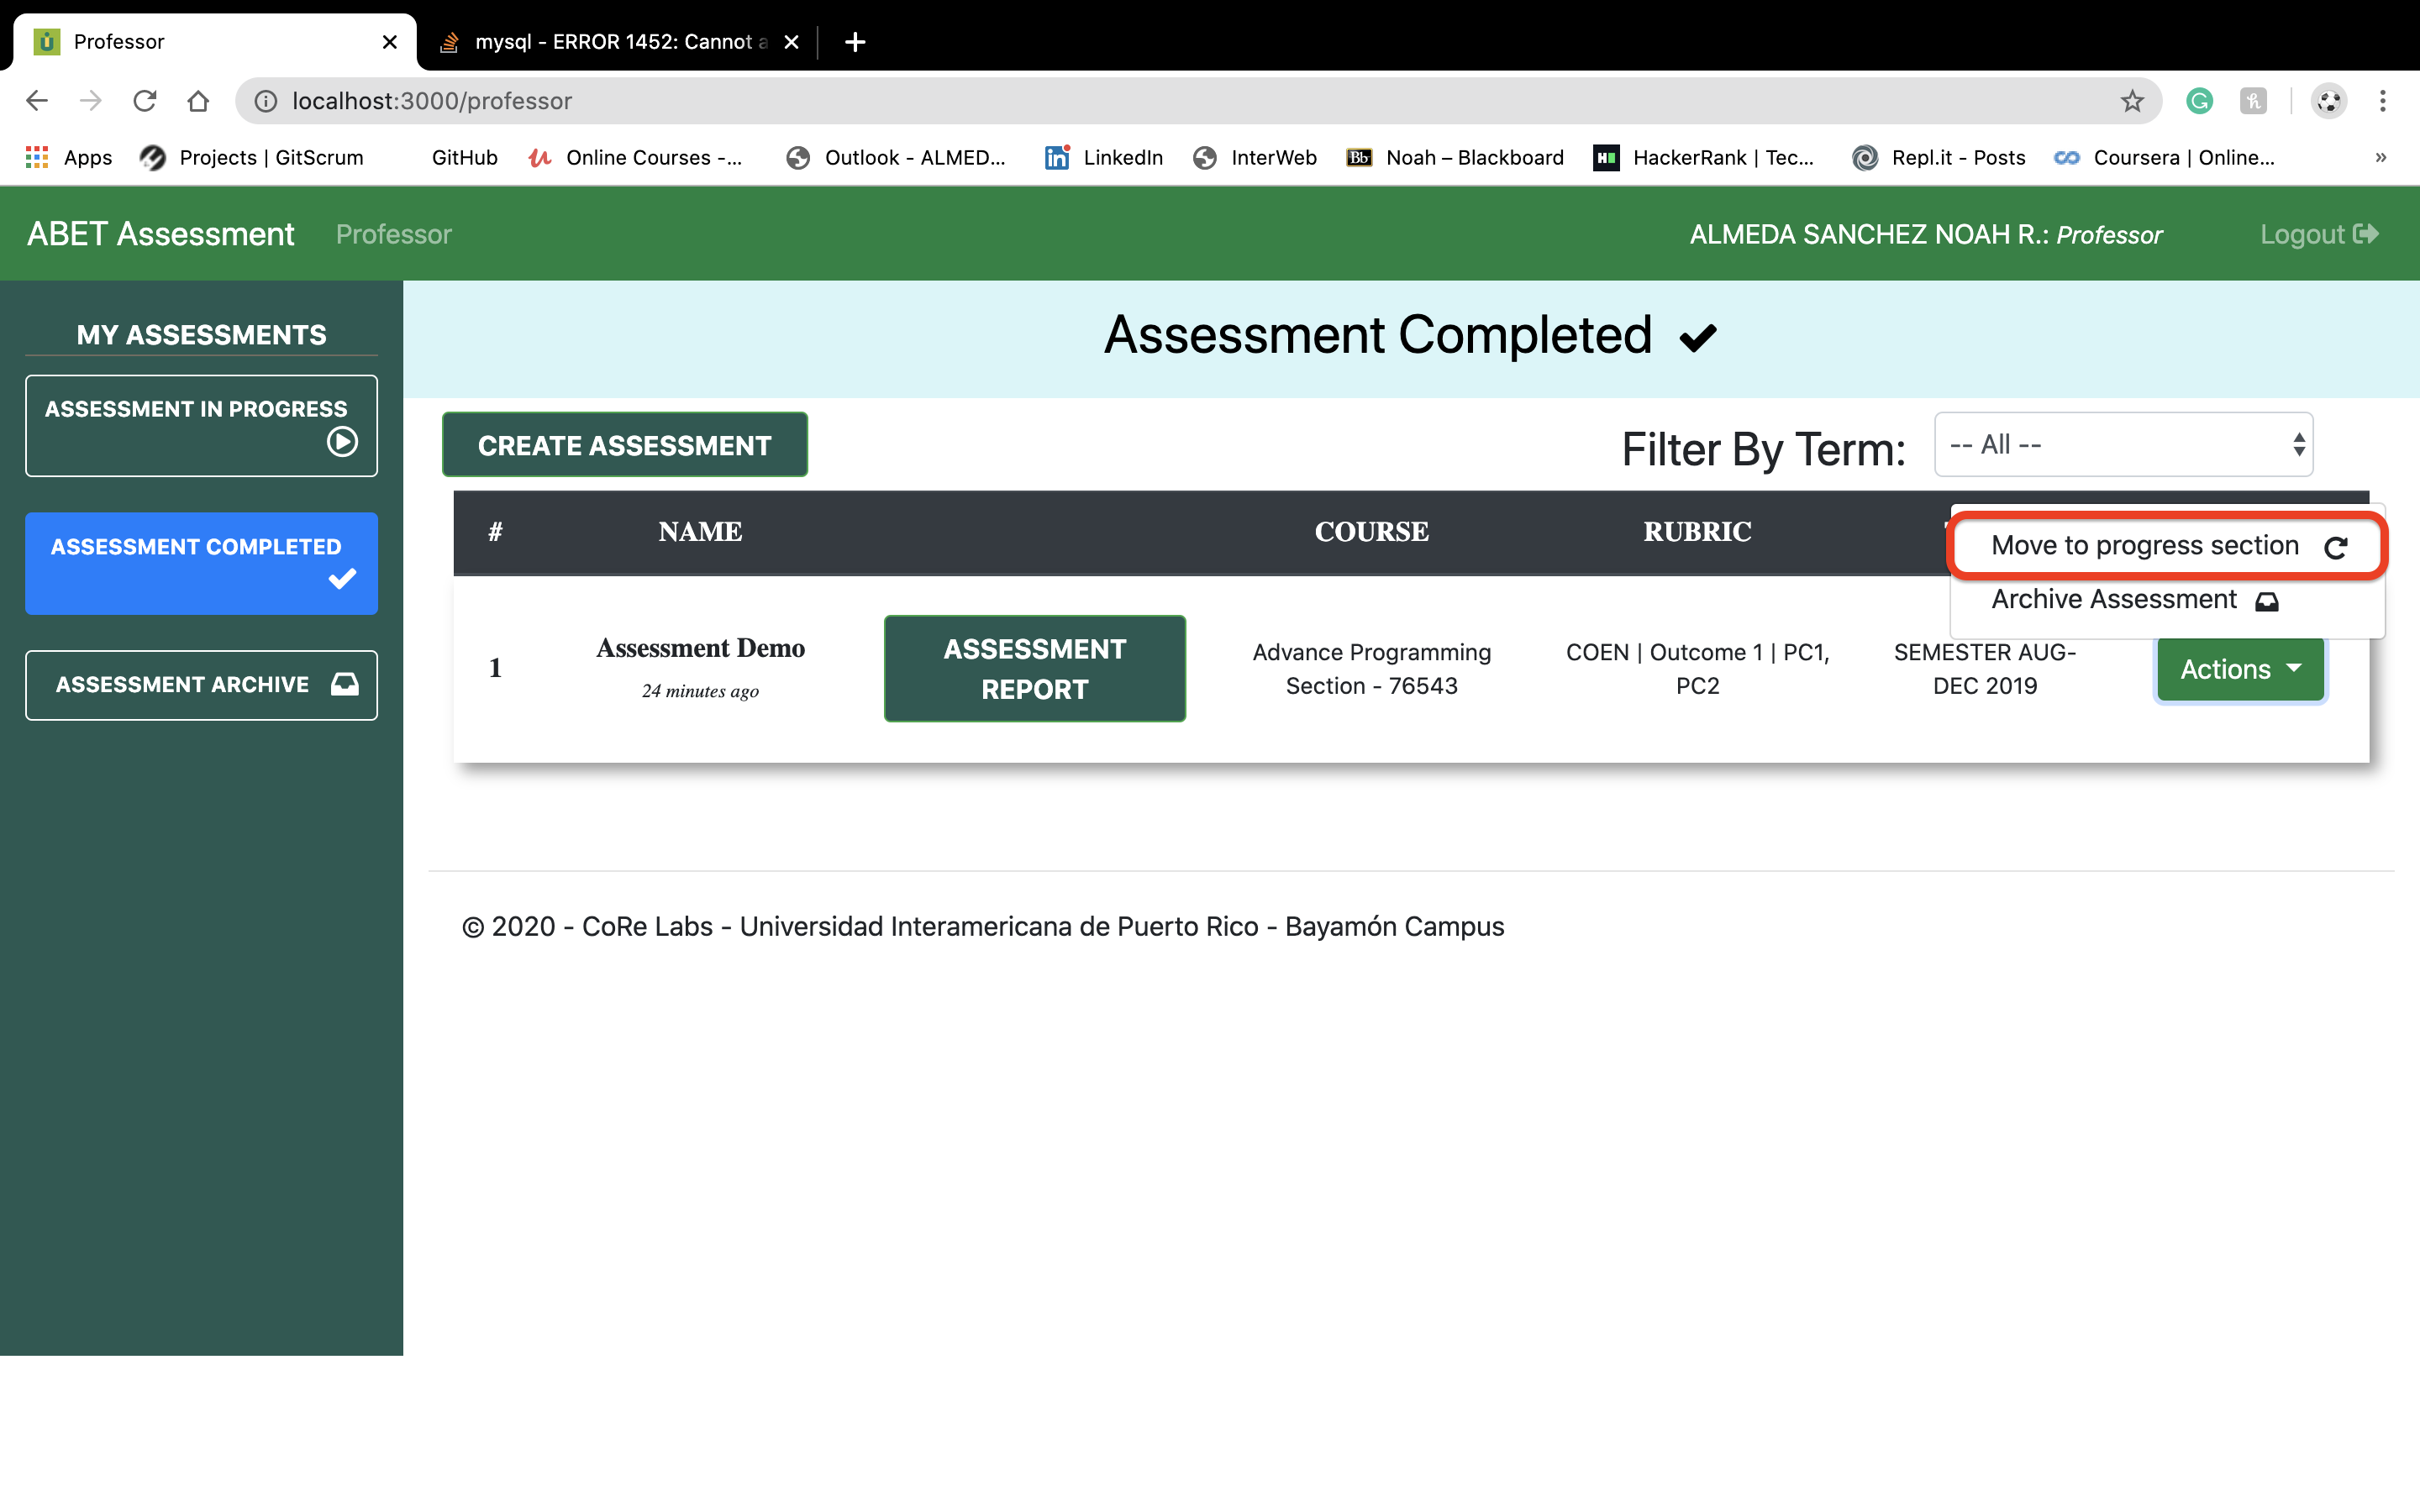 Professor
mysql - ERROR 1452: Cannot a
localhost:3000/professor
Apps
Projects | GitScrum
GitHub
Online Courses -...
Outlook - ALMED...
LinkedIn
InterWeb
Bb
Noah – Blackboard
HackerRank | Tec...
Repl.it - Posts
Coursera | Online...
»
ABET Assessment
Professor
ALMEDA SANCHEZ NOAH R.: Professor
Logout
MY ASSESSMENTS
ASSESSMENT IN PROGRESS
ASSESSMENT COMPLETED
ASSESSMENT ARCHIVE
Assessment Completed
CREATE ASSESSMENT
Filter By Term:
-- All --
# NAME COURSE RUBRIC
Move to progress section
Archive Assessment
1
Assessment Demo
24 minutes ago
ASSESSMENT
REPORT
Advance Programming
Section - 76543
COEN | Outcome 1 | PC1,
PC2
SEMESTER AUG-
DEC 2019
Actions
© 2020 - CoRe Labs - Universidad Interamericana de Puerto Rico - Bayamón Campus